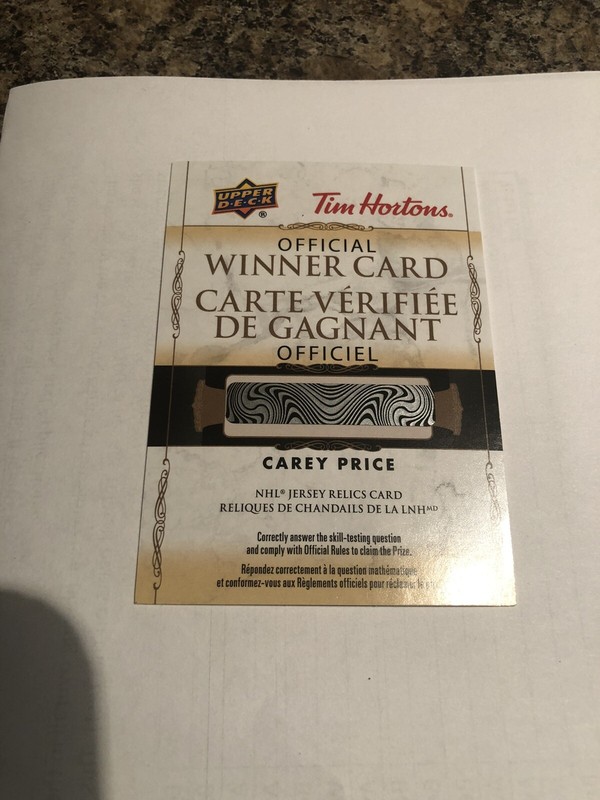 UPPER
D·E·C·K ®
Tim Hortons®
OFFICIAL
WINNER CARD
CARTE VÉRIFIÉE
DE GAGNANT
OFFICIEL
CAREY PRICE
NHL® JERSEY RELICS CARD
RELIQUES DE CHANDAILS DE LA LNHᴹᴰ
Correctly answer the skill-testing question
and comply with Official Rules to claim the Prize.
Répondez correctement à la question mathématique
et conformez-vous aux Règlements officiels pour